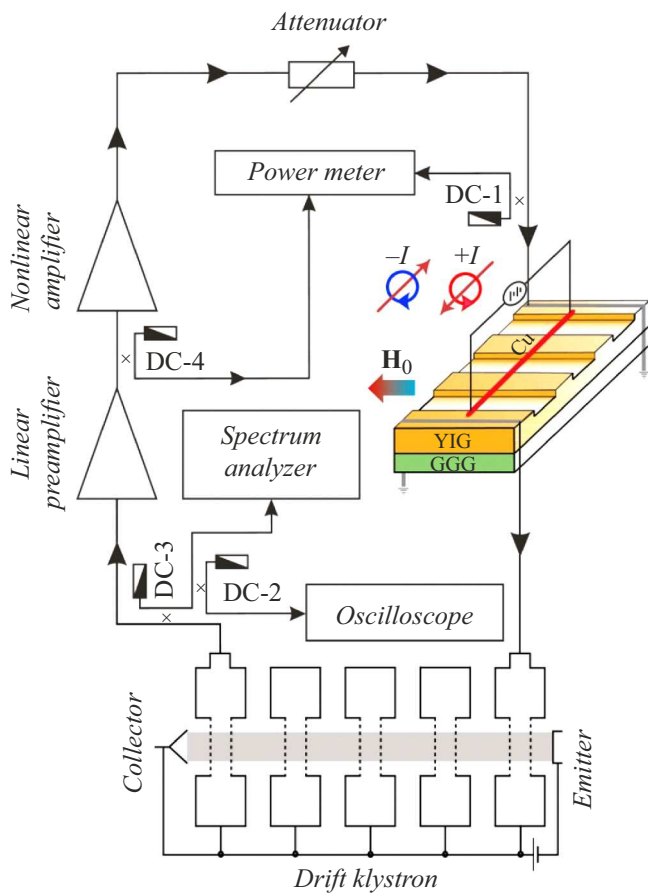 Attenuator
Power meter
DC-1
–I
+I
Nonlinear
amplifier
DC-4
Cu
H0
Linear
preamplifier
Spectrum
analyzer
YIG
GGG
DC-3
DC-2
Oscilloscope
Collector
Emitter
Drift klystron